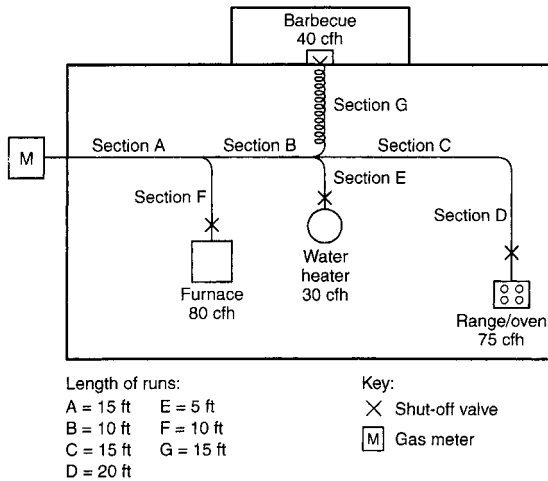 Barbecue
40 cfh
Section G
Section A
Section B
Section C
M
Section E
Section F
Section D
Water
heater
30 cfh
Furnace
80 cfh
Range/oven
75 cfh
Length of runs:
A = 15 ft E = 5 ft
B = 10 ft F = 10 ft
C = 15 ft G = 15 ft
D = 20 ft
Key:
Shut-off valve
M Gas meter